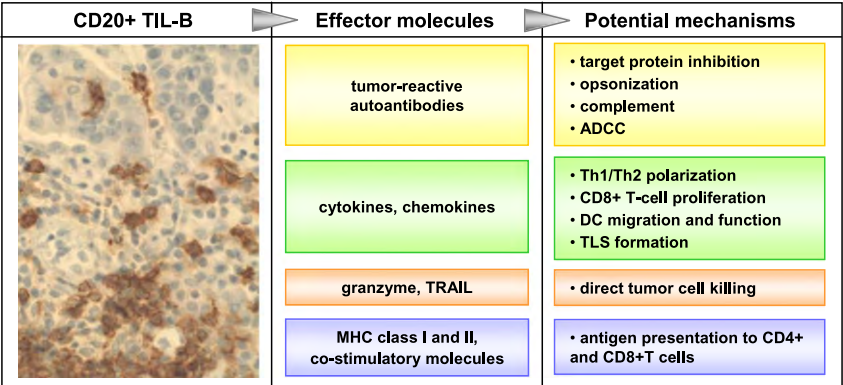 CD20+ TIL-B
Effector molecules
Potential mechanisms
tumor-reactive
autoantibodies
• target protein inhibition
• opsonization
• complement
• ADCC
cytokines, chemokines
• Th1/Th2 polarization
• CD8+ T-cell proliferation
• DC migration and function
• TLS formation
granzyme, TRAIL
• direct tumor cell killing
MHC class I and II,
co-stimulatory molecules
• antigen presentation to CD4+
and CD8+T cells